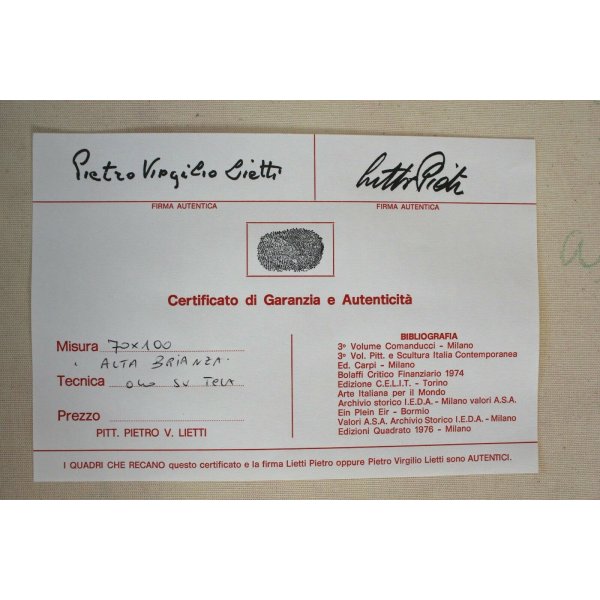 Pietro Virgilio Lietti
FIRMA AUTENTICA
FIRMA AUTENTICA
Certificato di Garanzia e Autenticità
Misura 70x100
"ALTA BRIANZA"
Tecnica olio su tela
Prezzo
PITT. PIETRO V. LIETTI
BIBLIOGRAFIA
3º Volume Comanducci - Milano
3º Vol. Pitt. e Scultura Italia Contemporanea
Ed. Carpi - Milano
Bolaffi Critico Finanziario 1974
Edizione C.E.L.I.T. - Torino
Arte Italiana per il Mondo
Archivio storico I.E.D.A. - Milano valori A.S.A.
Ein Plein Eir - Bormio
Valori A.S.A. Archivio Storico I.E.D.A. - Milano
Edizioni Quadrato 1976 - Milano
I QUADRI CHE RECANO questo certificato e la firma Lietti Pietro oppure Pietro Virgilio Lietti sono AUTENTICI.